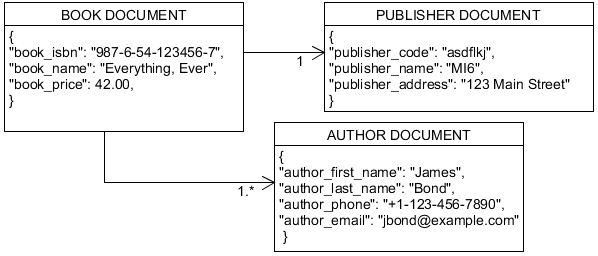 BOOK DOCUMENT
{
"book_isbn": "987-6-54-123456-7",
"book_name": "Everything, Ever",
"book_price": 42.00,
}
1
PUBLISHER DOCUMENT
{
"publisher_code": "asdflkj",
"publisher_name": "MI6",
"publisher_address": "123 Main Street"
}
1.*
AUTHOR DOCUMENT
{
"author_first_name": "James",
"author_last_name": "Bond",
"author_phone": "+1-123-456-7890",
"author_email": "jbond@example.com"
}